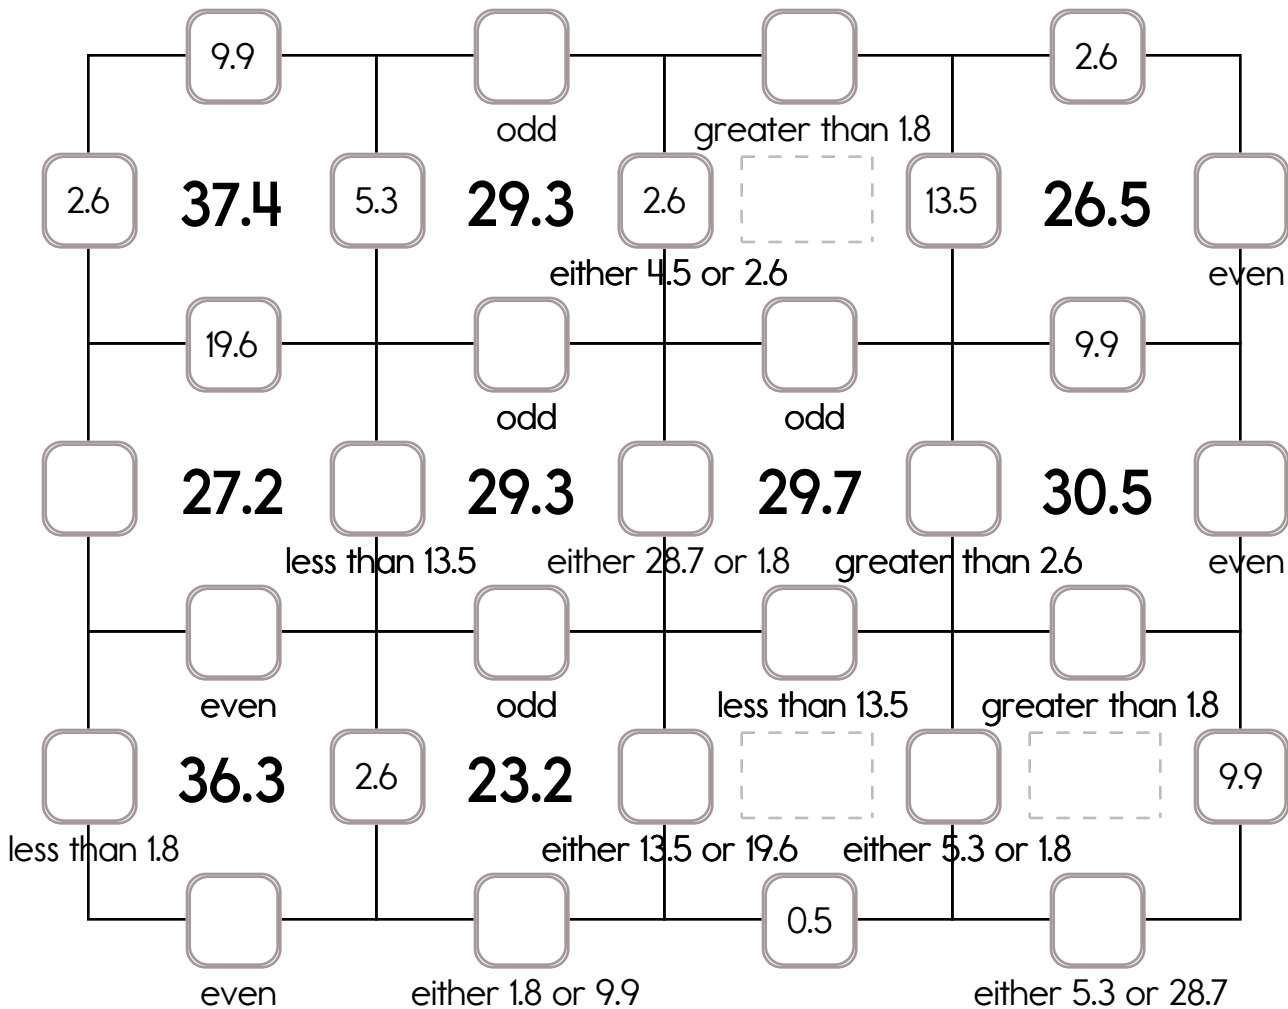 9.9 2.6
odd greater than 1.8
2.6 37.4 5.3 29.3 2.6 13.5 26.5
either 4.5 or 2.6 even
19.6 9.9
odd odd
27.2 29.3 29.7 30.5
less than 13.5 either 28.7 or 1.8 greater than 2.6 even
even odd less than 13.5 greater than 1.8
36.3 2.6 23.2 9.9
less than 1.8 either 13.5 or 19.6 either 5.3 or 1.8
0.5
even either 1.8 or 9.9 either 5.3 or 28.7